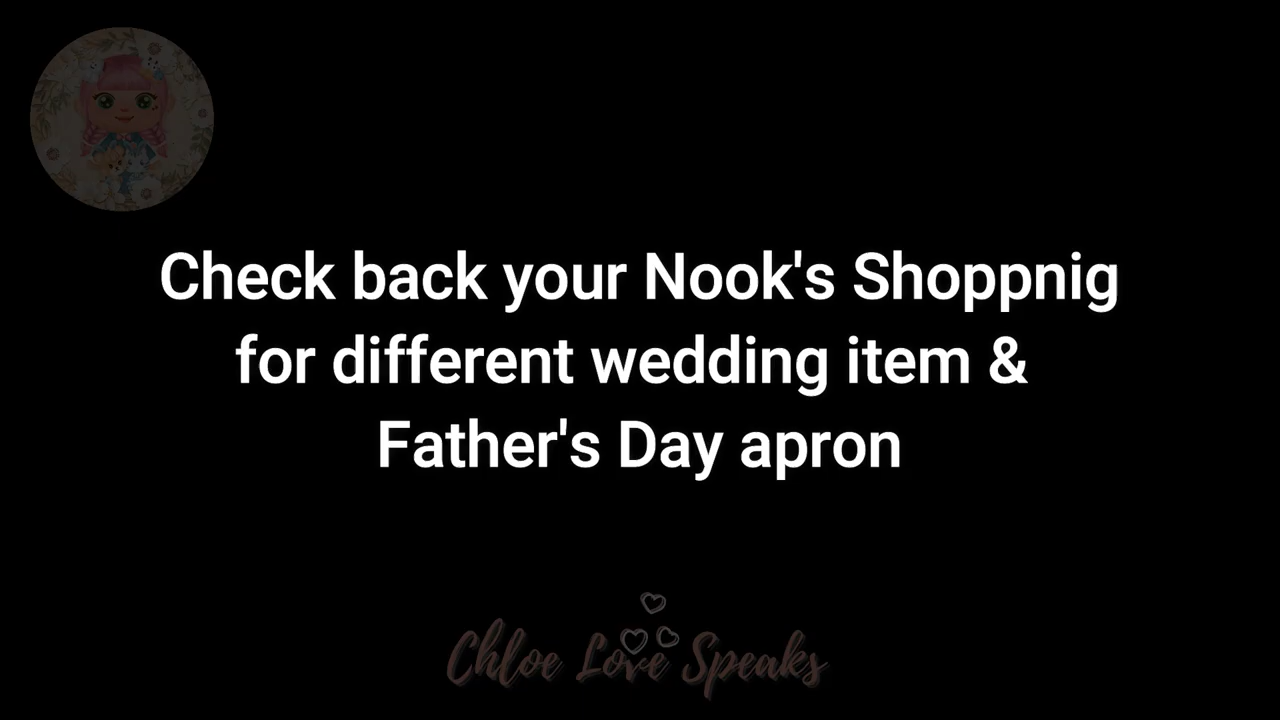 Check back your Nook's Shoppnig
for different wedding item &
Father's Day apron
Chloe Love Speaks